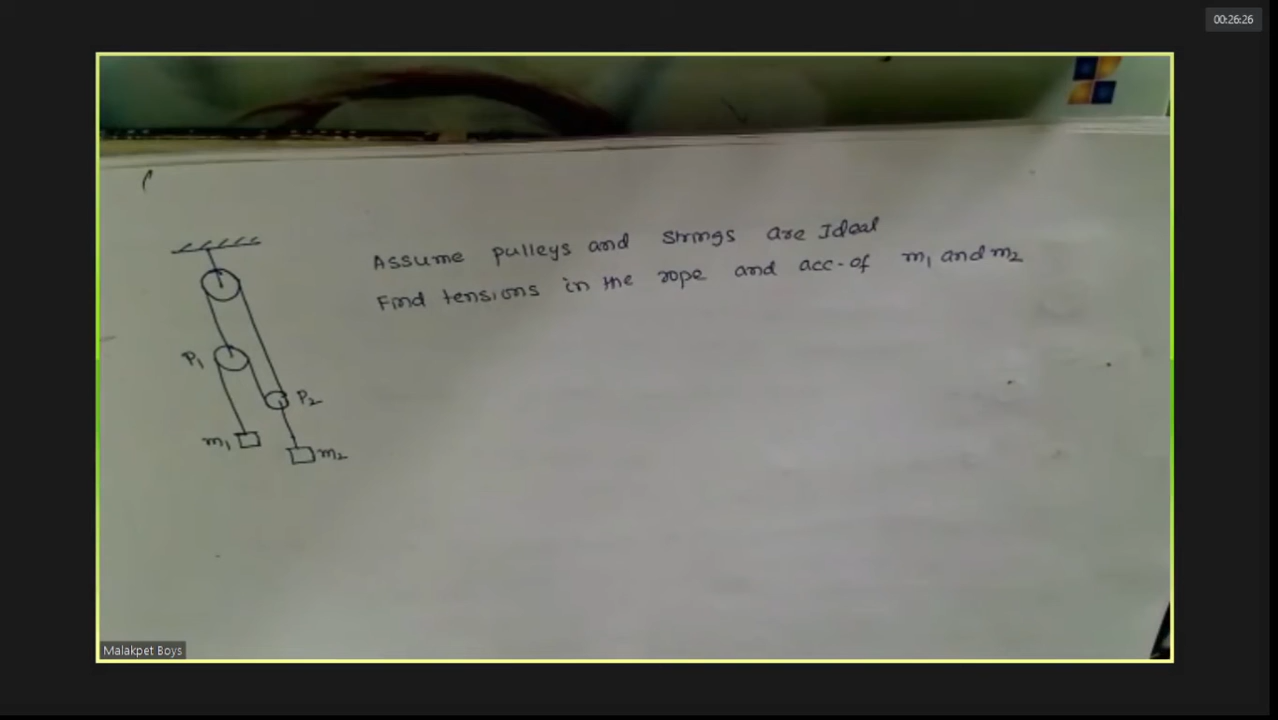 00:26:26
Assume pulleys and strings are Ideal
Find tensions in the rope and acc-of m1 and m2
P1
P2
m1
m2
Malakpet Boys